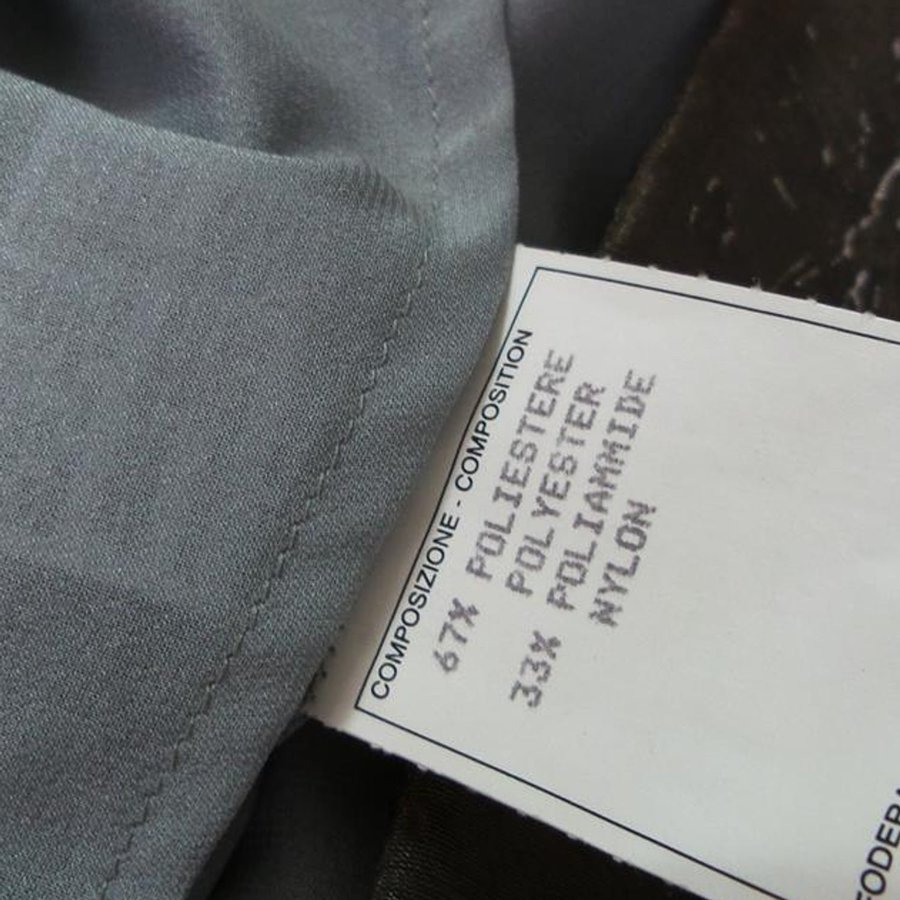 COMPOSIZIONE - COMPOSITION
67% POLIESTERE
POLYESTER
33% POLIAMMIDE
NYLON